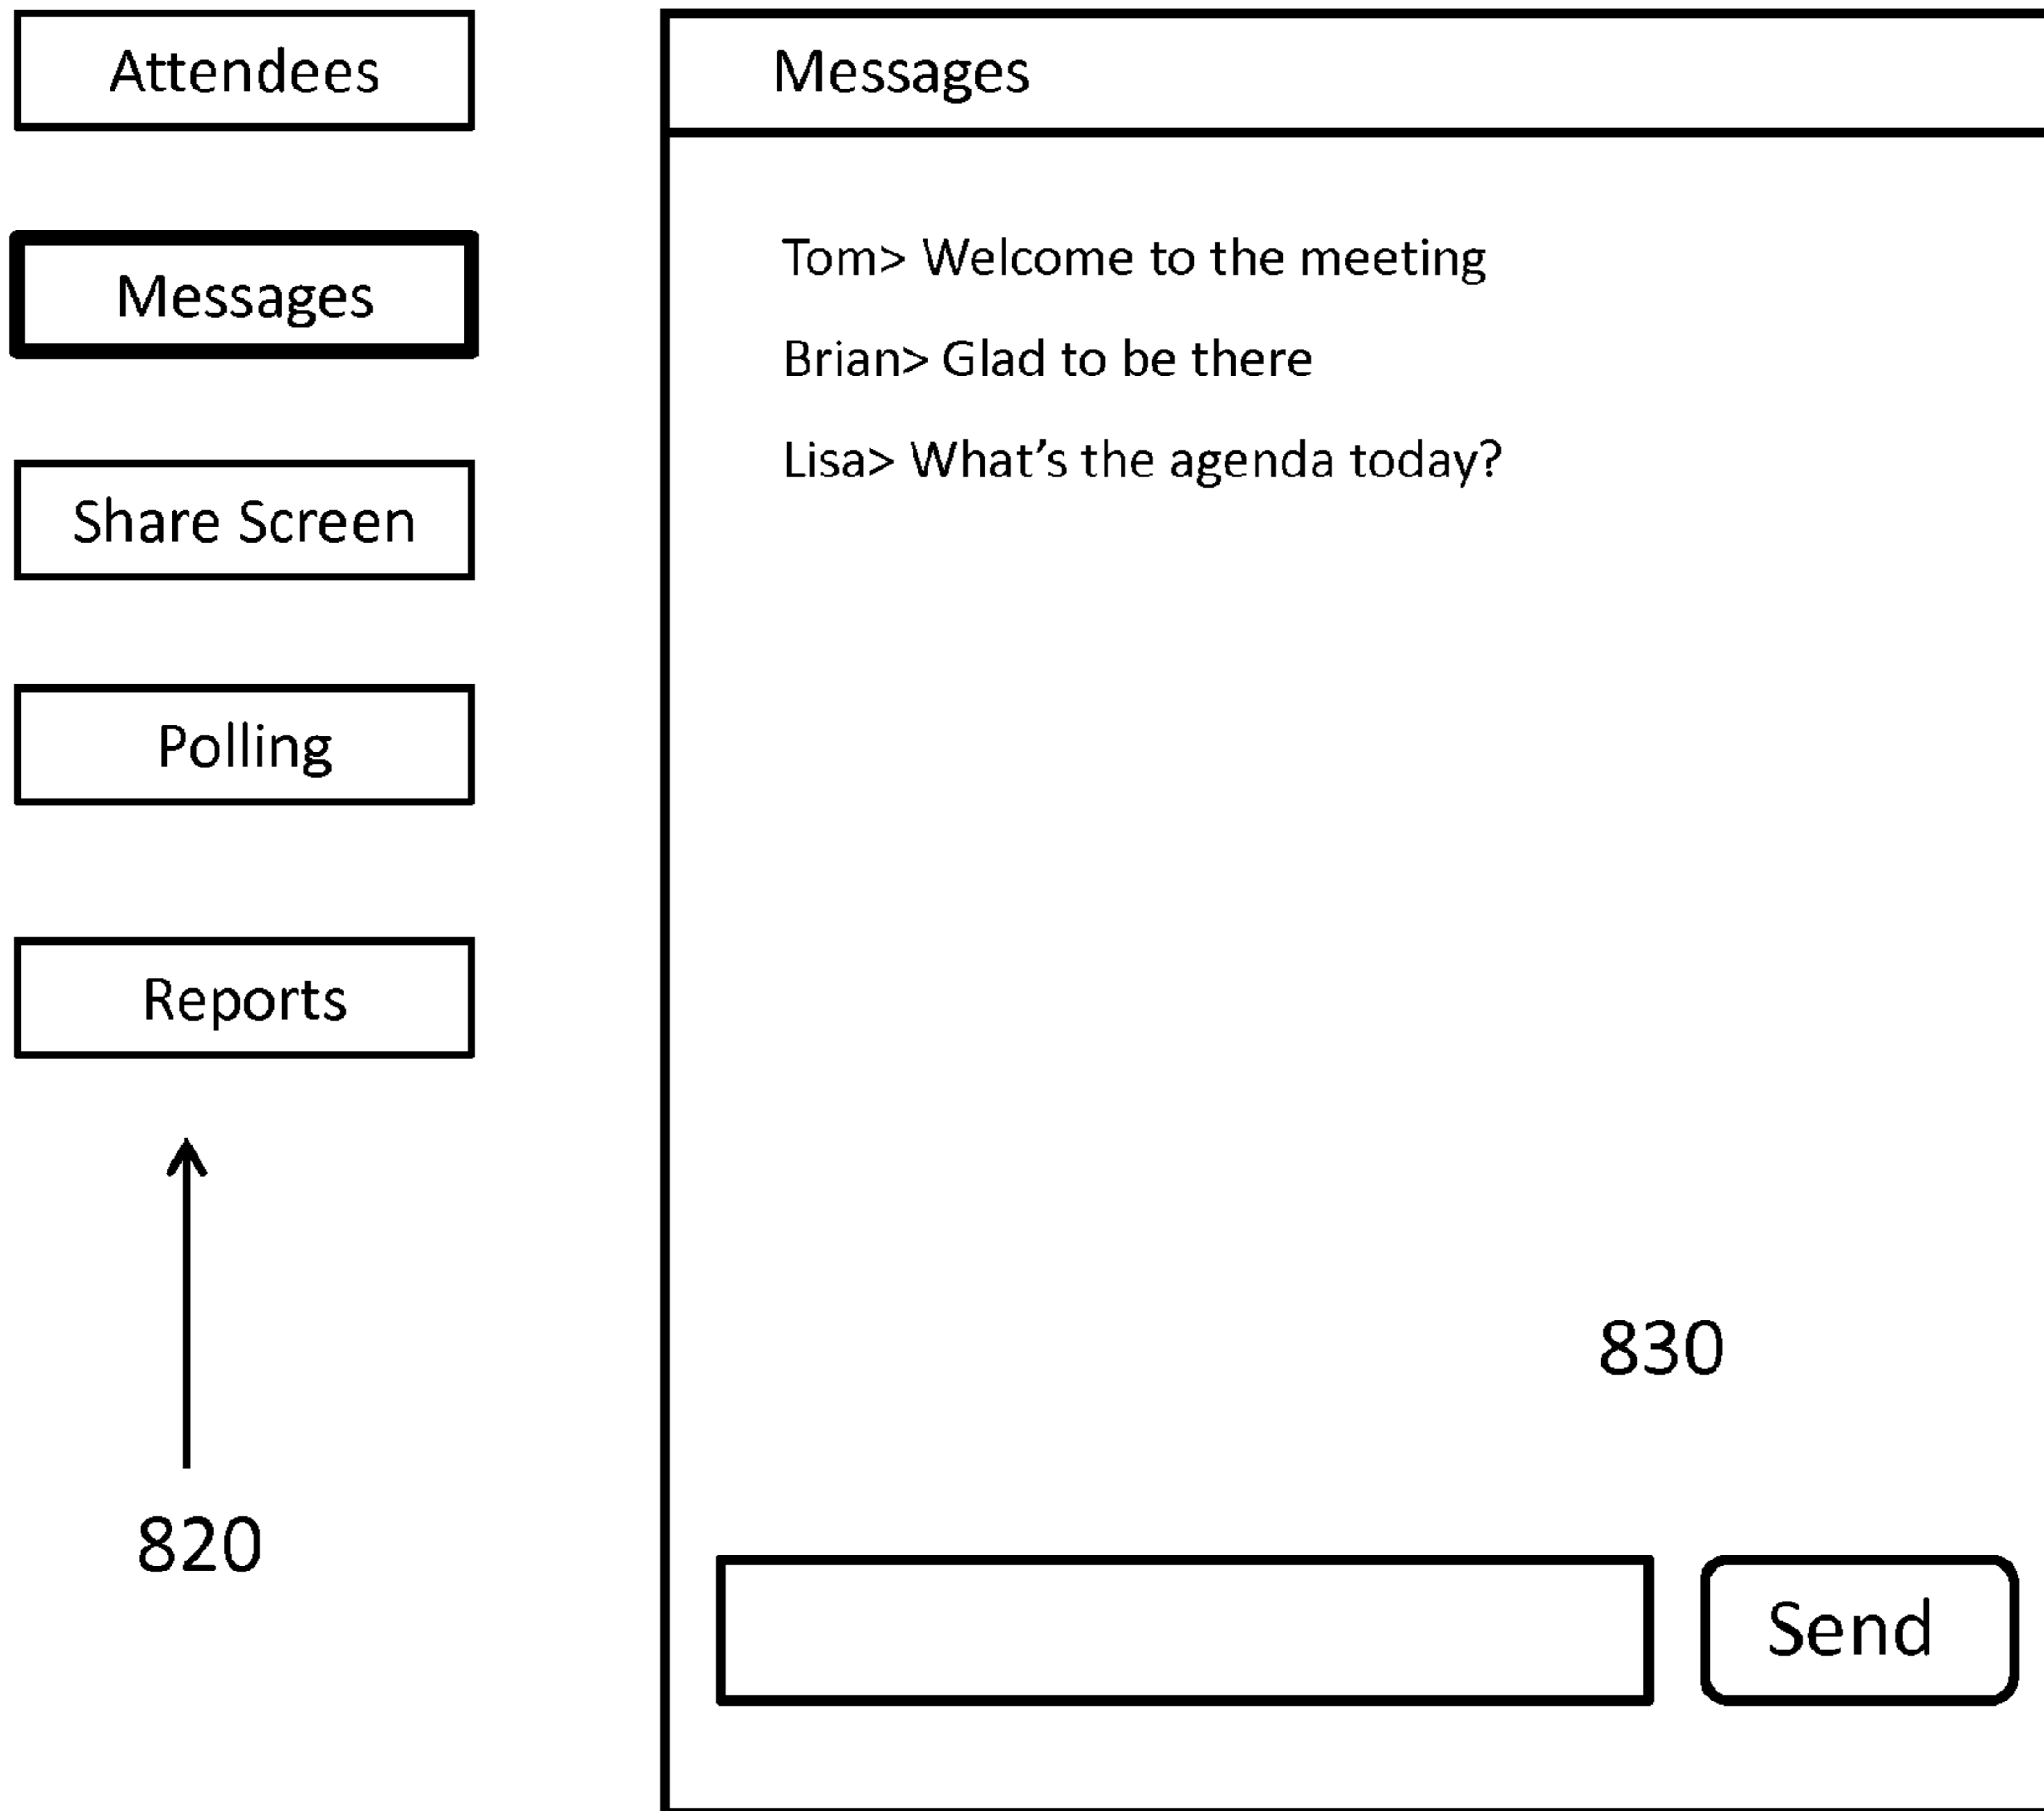 Attendees
Messages
Share Screen
Polling
Reports
820
Messages
Tom> Welcome to the meeting
Brian> Glad to be there
Lisa> What’s the agenda today?
830
Send